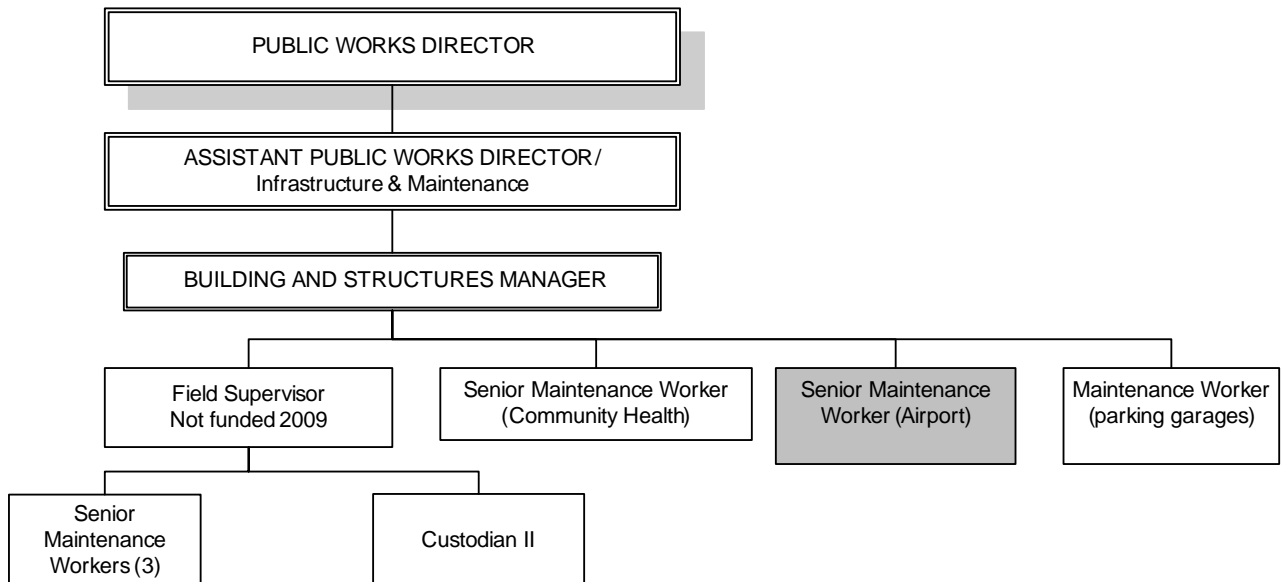 PUBLIC WORKS DIRECTOR
ASSISTANT PUBLIC WORKS DIRECTOR/
Infrastructure & Maintenance
BUILDING AND STRUCTURES MANAGER
Field Supervisor
Not funded 2009
Senior Maintenance Worker
(Community Health)
Senior Maintenance
Worker (Airport)
Maintenance Worker
(parking garages)
Senior
Maintenance
Workers (3)
Custodian II